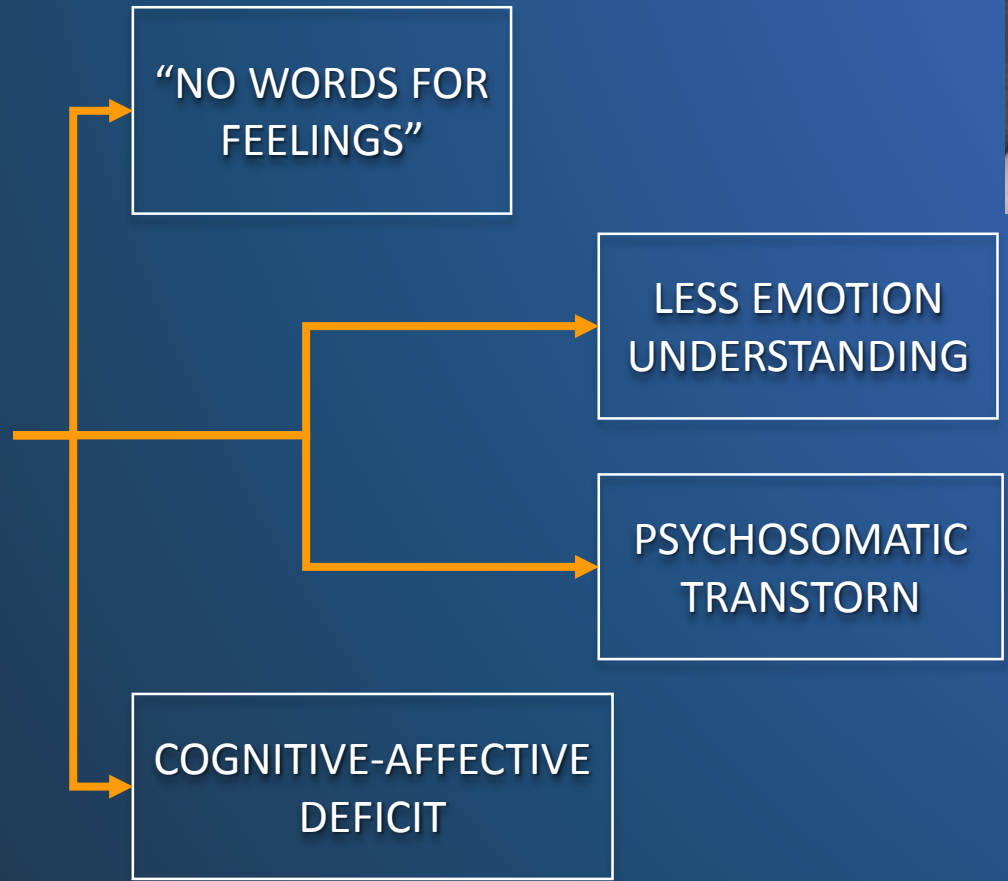 “NO WORDS FOR
FEELINGS”
LESS EMOTION
UNDERSTANDING
PSYCHOSOMATIC
TRANSTORN
COGNITIVE-AFFECTIVE
DEFICIT